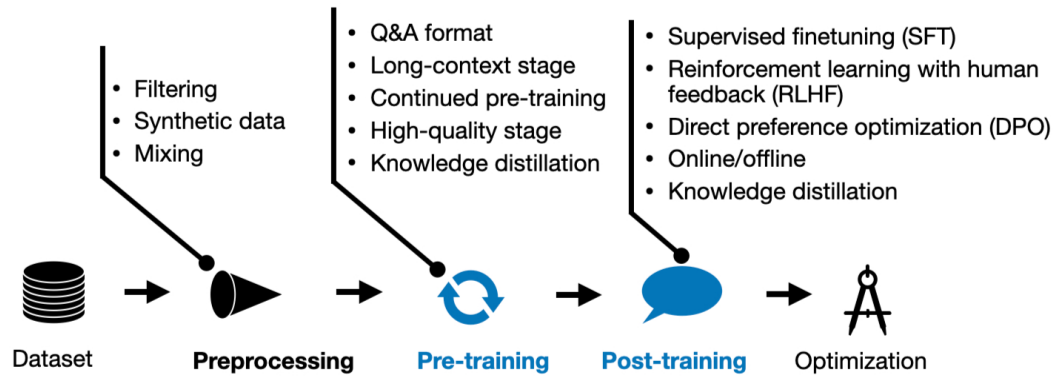 • Filtering
• Synthetic data
• Mixing
• Q&A format
• Long-context stage
• Continued pre-training
• High-quality stage
• Knowledge distillation
• Supervised finetuning (SFT)
• Reinforcement learning with human
feedback (RLHF)
• Direct preference optimization (DPO)
• Online/offline
• Knowledge distillation
Dataset
Preprocessing
Pre-training
Post-training
Optimization